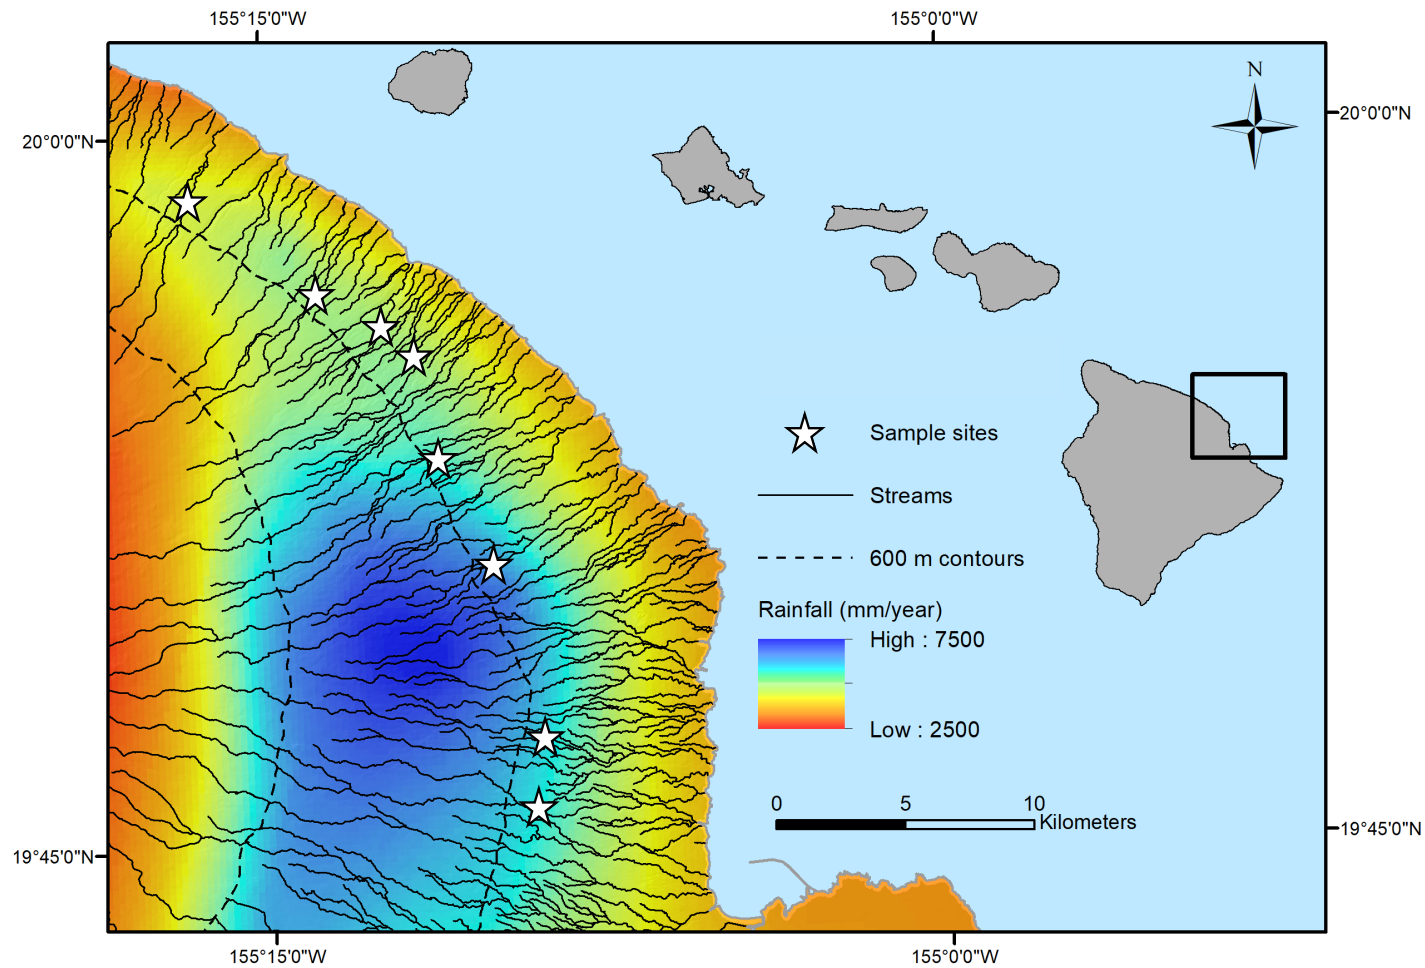 155°15'0"W
155°0'0"W
N
20°0'0"N
20°0'0"N
Sample sites
Streams
600 m contours
Rainfall (mm/year)
High : 7500
Low : 2500
0 5 10
Kilometers
19°45'0"N
19°45'0"N
155°15'0"W
155°0'0"W